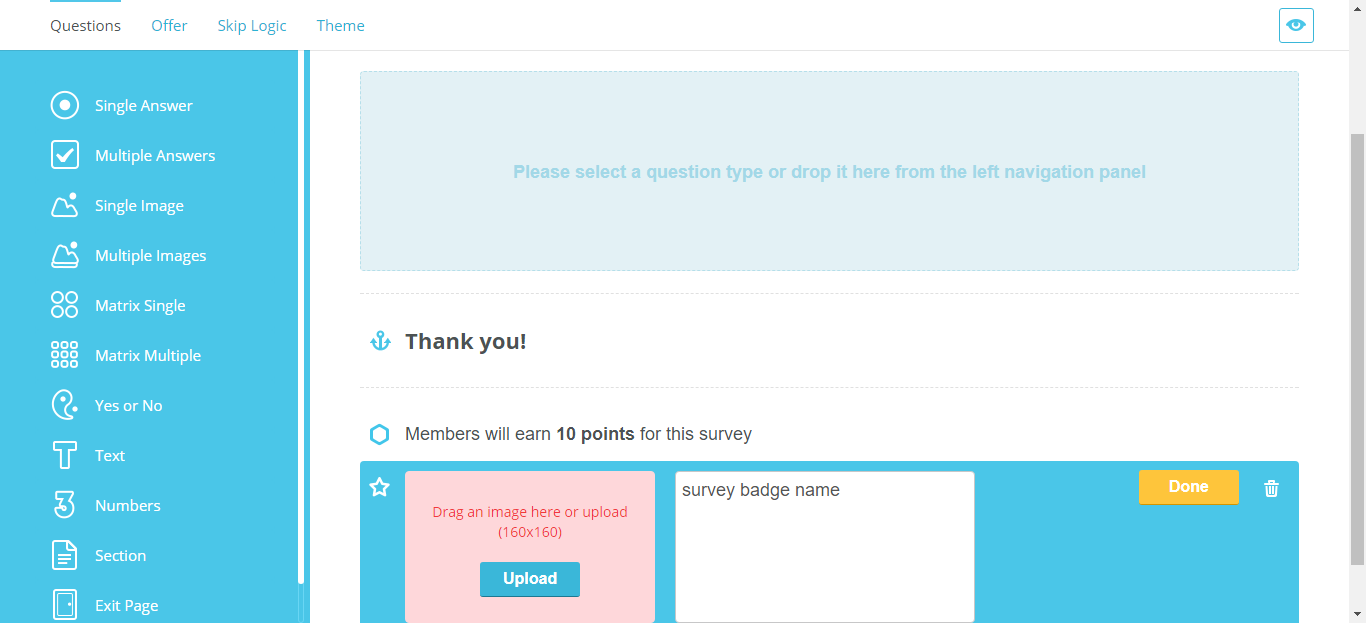 Questions Offer Skip Logic Theme
Single Answer
Multiple Answers
Single Image
Multiple Images
Matrix Single
Matrix Multiple
Yes or No
Text
Numbers
Section
Exit Page
Please select a question type or drop it here from the left navigation panel
Thank you!
Members will earn 10 points for this survey
Drag an image here or upload
(160x160)
Upload
survey badge name
Done